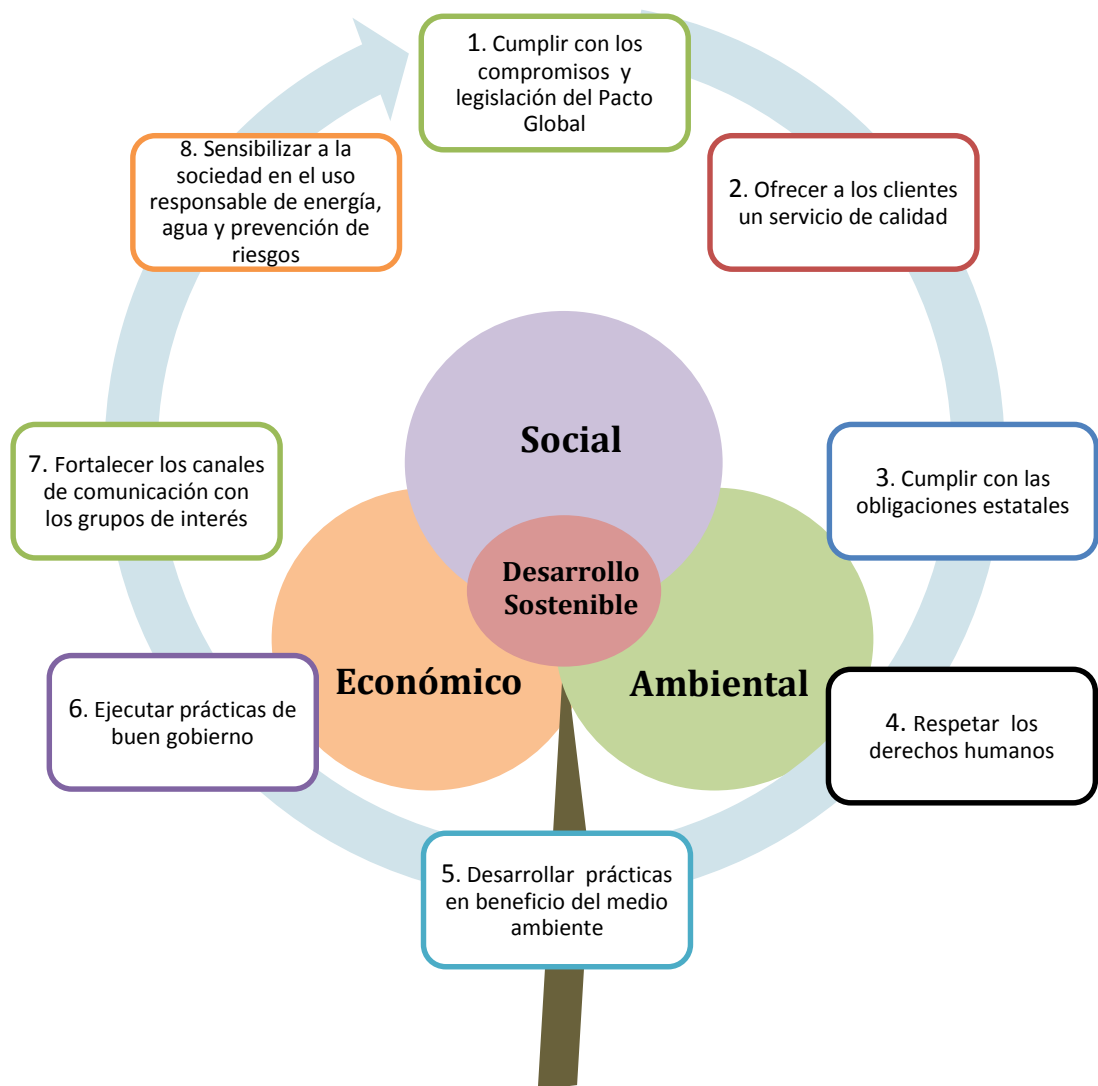 1. Cumplir con los
compromisos y
legislación del Pacto
Global
2. Ofrecer a los clientes
un servicio de calidad
3. Cumplir con las
obligaciones estatales
4. Respetar los
derechos humanos
5. Desarrollar prácticas
en beneficio del medio
ambiente
6. Ejecutar prácticas de
buen gobierno
7. Fortalecer los canales
de comunicación con
los grupos de interés
8. Sensibilizar a la
sociedad en el uso
responsable de energía,
agua y prevención de
riesgos
Social
Desarrollo
Sostenible
Económico
Ambiental